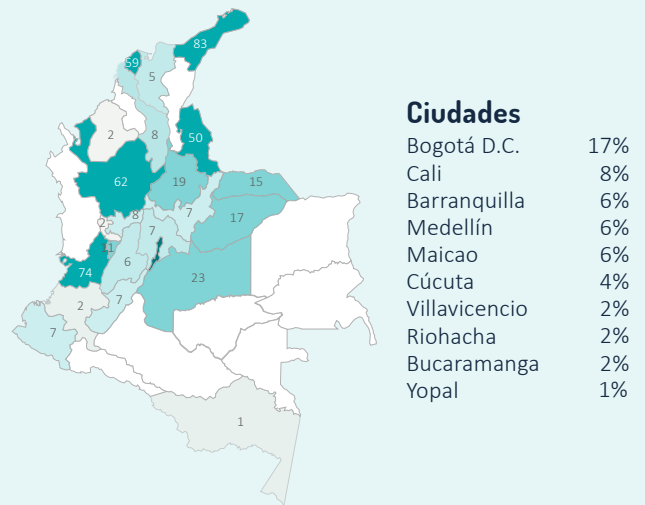 83
59
5
2
8
50
62
19
15
7
17
2
8
7
11
6
74
23
7
2
7
1
Ciudades
Bogotá D.C. 17%
Cali 8%
Barranquilla 6%
Medellín 6%
Maicao 6%
Cúcuta 4%
Villavicencio 2%
Riohacha 2%
Bucaramanga 2%
Yopal 1%